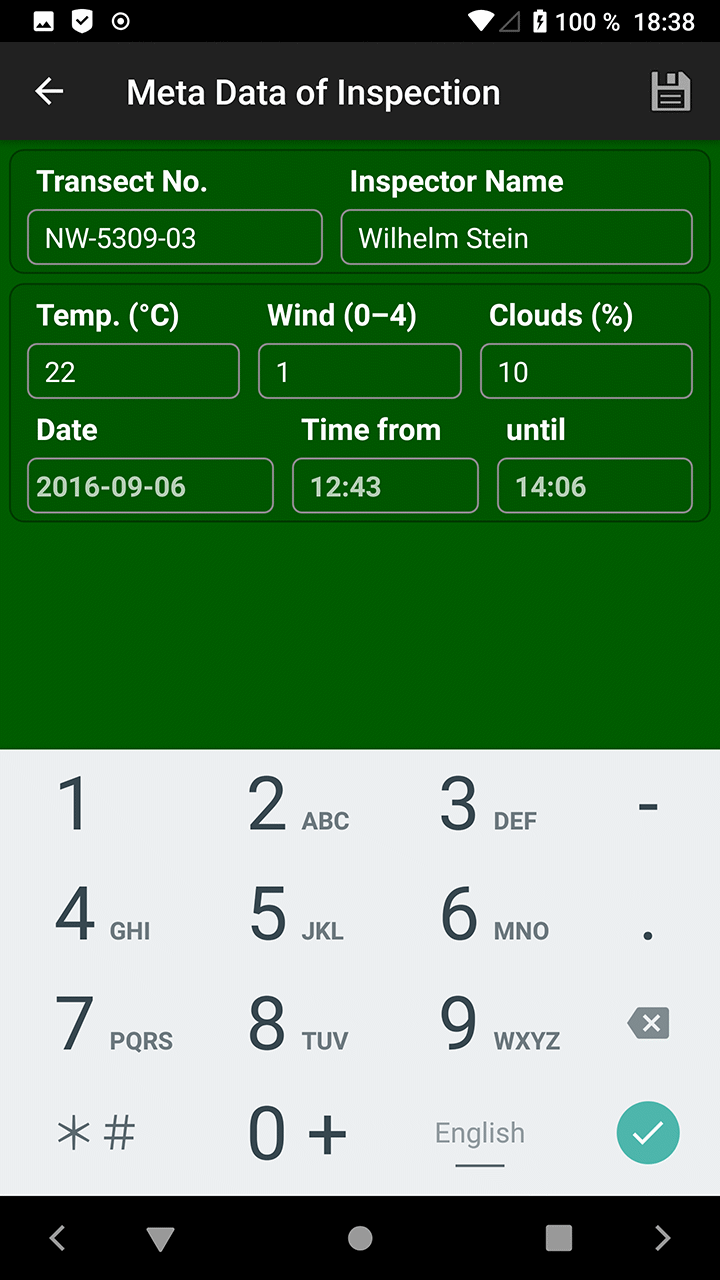 100 % 18:38
Meta Data of Inspection
Transect No. Inspector Name
NW-5309-03 Wilhelm Stein
Temp. (°C) Wind (0–4) Clouds (%)
22 1 10
Date Time from until
2016-09-06 12:43 14:06
1 2 ABC 3 DEF -
4 GHI 5 JKL 6 MNO .
7 PQRS 8 TUV 9 WXYZ
*# 0 + English